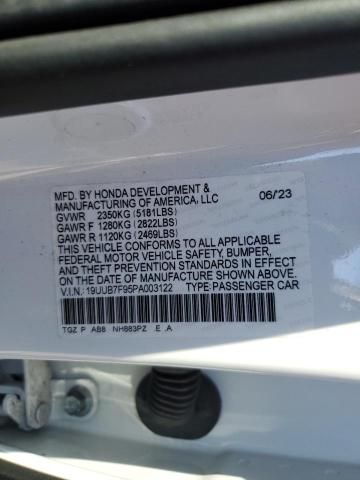 MFD. BY HONDA DEVELOPMENT & 06/23
MANUFACTURING OF AMERICA, LLC
GVWR 2350KG (5181LBS)
GAWR F 1280KG (2822LBS)
GAWR R 1120KG (2469LBS)
THIS VEHICLE CONFORMS TO ALL APPLICABLE
FEDERAL MOTOR VEHICLE SAFETY, BUMPER,
AND THEFT PREVENTION STANDARDS IN EFFECT
ON THE DATE OF MANUFACTURE SHOWN ABOVE.
V.I.N.: 19UUB7F95PA003122 TYPE: PASSENGER CAR
TGZ P AB8 NH883PZ .E .A